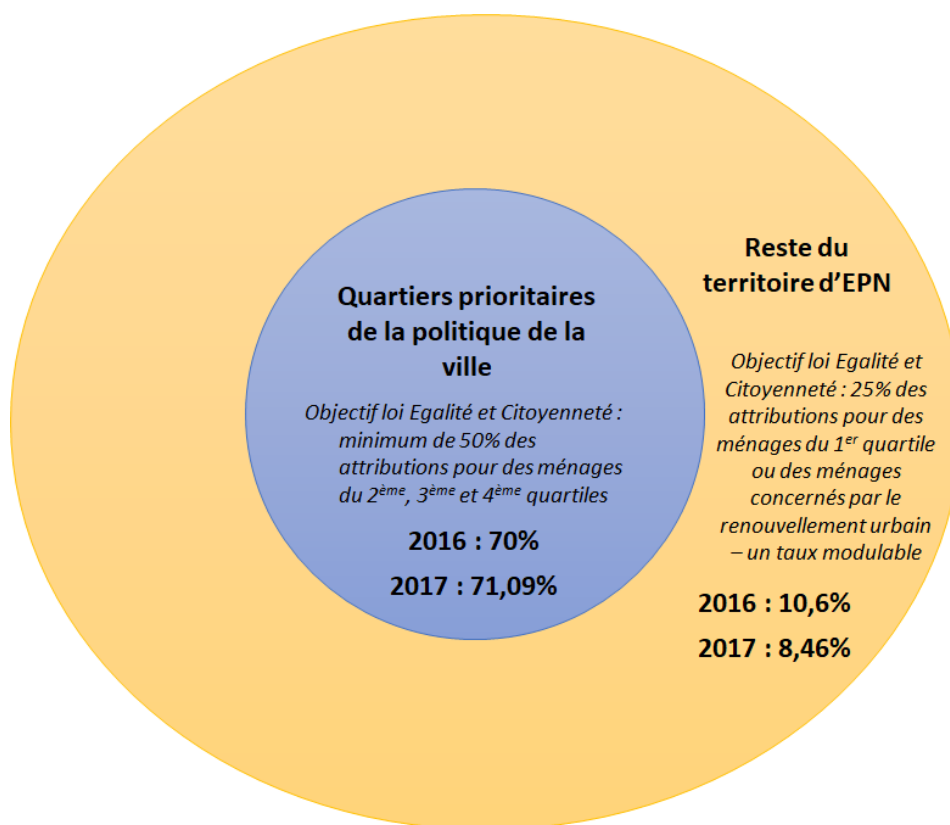 Quartiers prioritaires
de la politique de la
ville
Objectif loi Egalité et Citoyenneté :
minimum de 50% des
attributions pour des ménages
du 2ème, 3ème et 4ème quartiles
2016 : 70%
2017 : 71,09%
Reste du
territoire d’EPN
Objectif loi Egalité et
Citoyenneté : 25% des
attributions pour des
ménages du 1er quartile
ou des ménages
concernés par le
renouvellement urbain
– un taux modulable
2016 : 10,6%
2017 : 8,46%